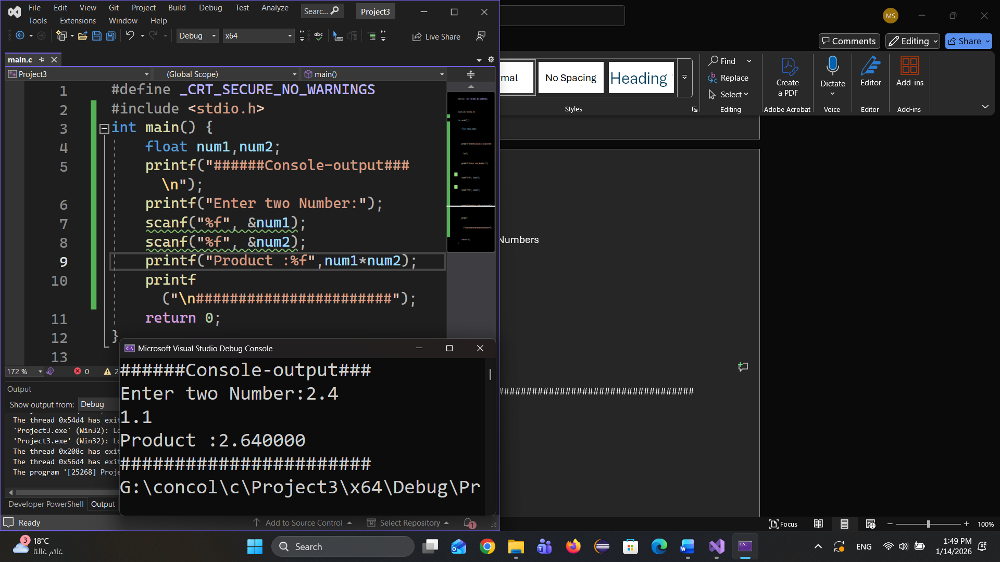 File Edit View Git Project Build Debug Test Analyze Searc... Project3
Tools Extensions Window Help
Debug x64 abc Live Share
main.c
Project3 (Global Scope) main()
1 #define _CRT_SECURE_NO_WARNINGS
2 #include <stdio.h>
3 int main() {
4 float num1,num2;
5 printf("######Console-output###
\n");
6 printf("Enter two Number:");
7 scanf("%f", &num1);
8 scanf("%f", &num2);
9 printf("Product :%f",num1*num2);
10 printf
("\n#######################");
11 return 0;
12 }
13
172 % 0 2
Output
Show output from: Debug
The thread 0x54d4 has exit
'Project3.exe' (Win32): Lo
'Project3.exe' (Win32): Lo
The thread 0x208c has exit
The thread 0x56d4 has exit
The program '[25268] Proje
Developer PowerShell Output
Microsoft Visual Studio Debug Console
######Console-output###
Enter two Number:2.4
1.1
Product :2.640000
#######################
G:\concol\c\Project3\x64\Debug\Pr
Ready Add to Source Control Select Repository 1
MS
Comments Editing Share
mal No Spacing Heading
Find
Replace
Select
Create
a PDF
Dictate
Editor
Add-ins
Styles Editing Adobe Acrobat Voice Editor Add-ins
Numbers
##################################
Focus 100%
3 18°C
غائم غالبًا
Search
ENG
1:49 PM
1/14/2026